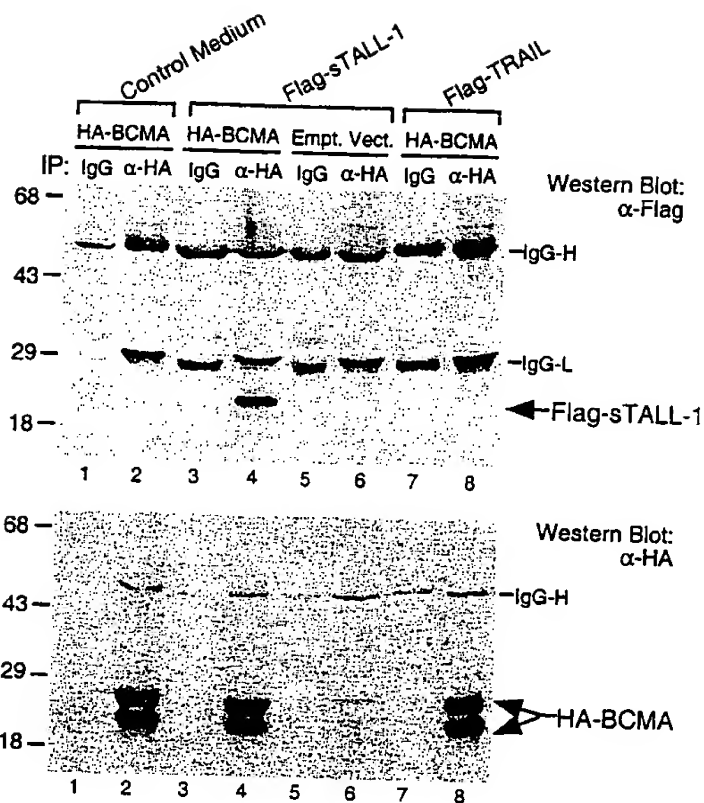 Control Medium
Flag-sTALL-1
Flag-TRAIL
HA-BCMA HA-BCMA Empt. Vect. HA-BCMA
IP: IgG α-HA IgG α-HA IgG α-HA IgG α-HA
Western Blot:
α-Flag
68
IgG-H
43
29
IgG-L
Flag-sTALL-1
18
1 2 3 4 5 6 7 8
68
Western Blot:
α-HA
IgG-H
43
29
HA-BCMA
18
1 2 3 4 5 6 7 8